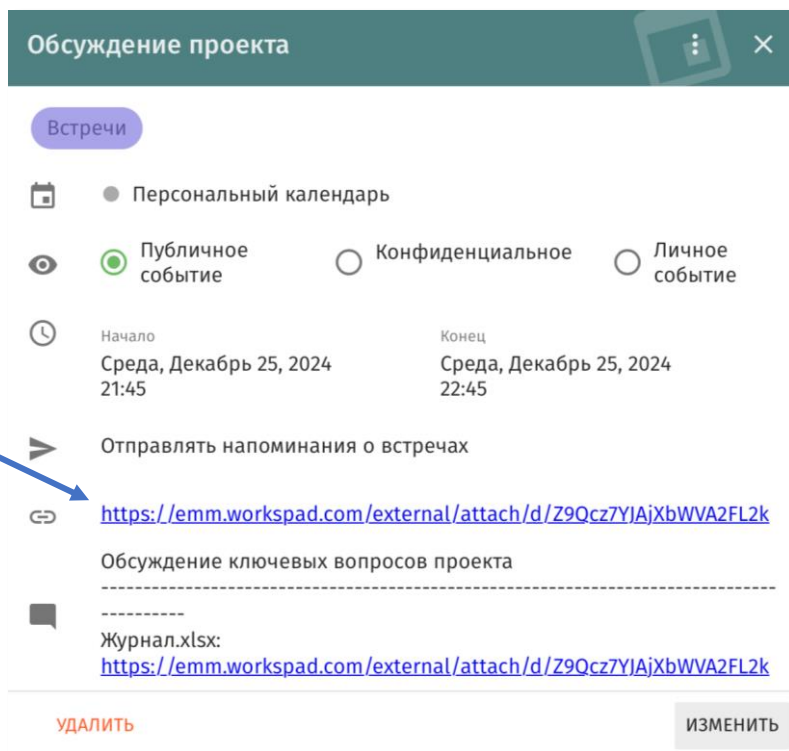 Обсуждение проекта
Встречи
Персональный календарь
Публичное событие
Конфиденциальное
Личное событие
Начало
Среда, Декабрь 25, 2024
21:45
Конец
Среда, Декабрь 25, 2024
22:45
Отправлять напоминания о встречах
https://emm.workspad.com/external/attach/d/Z9Qcz7YJAjXbWVA2FL2k
Обсуждение ключевых вопросов проекта
--------------------------------------------------------------------------------
----------
Журнал.xlsx:
https://emm.workspad.com/external/attach/d/Z9Qcz7YJAjXbWVA2FL2k
УДАЛИТЬ
ИЗМЕНИТЬ